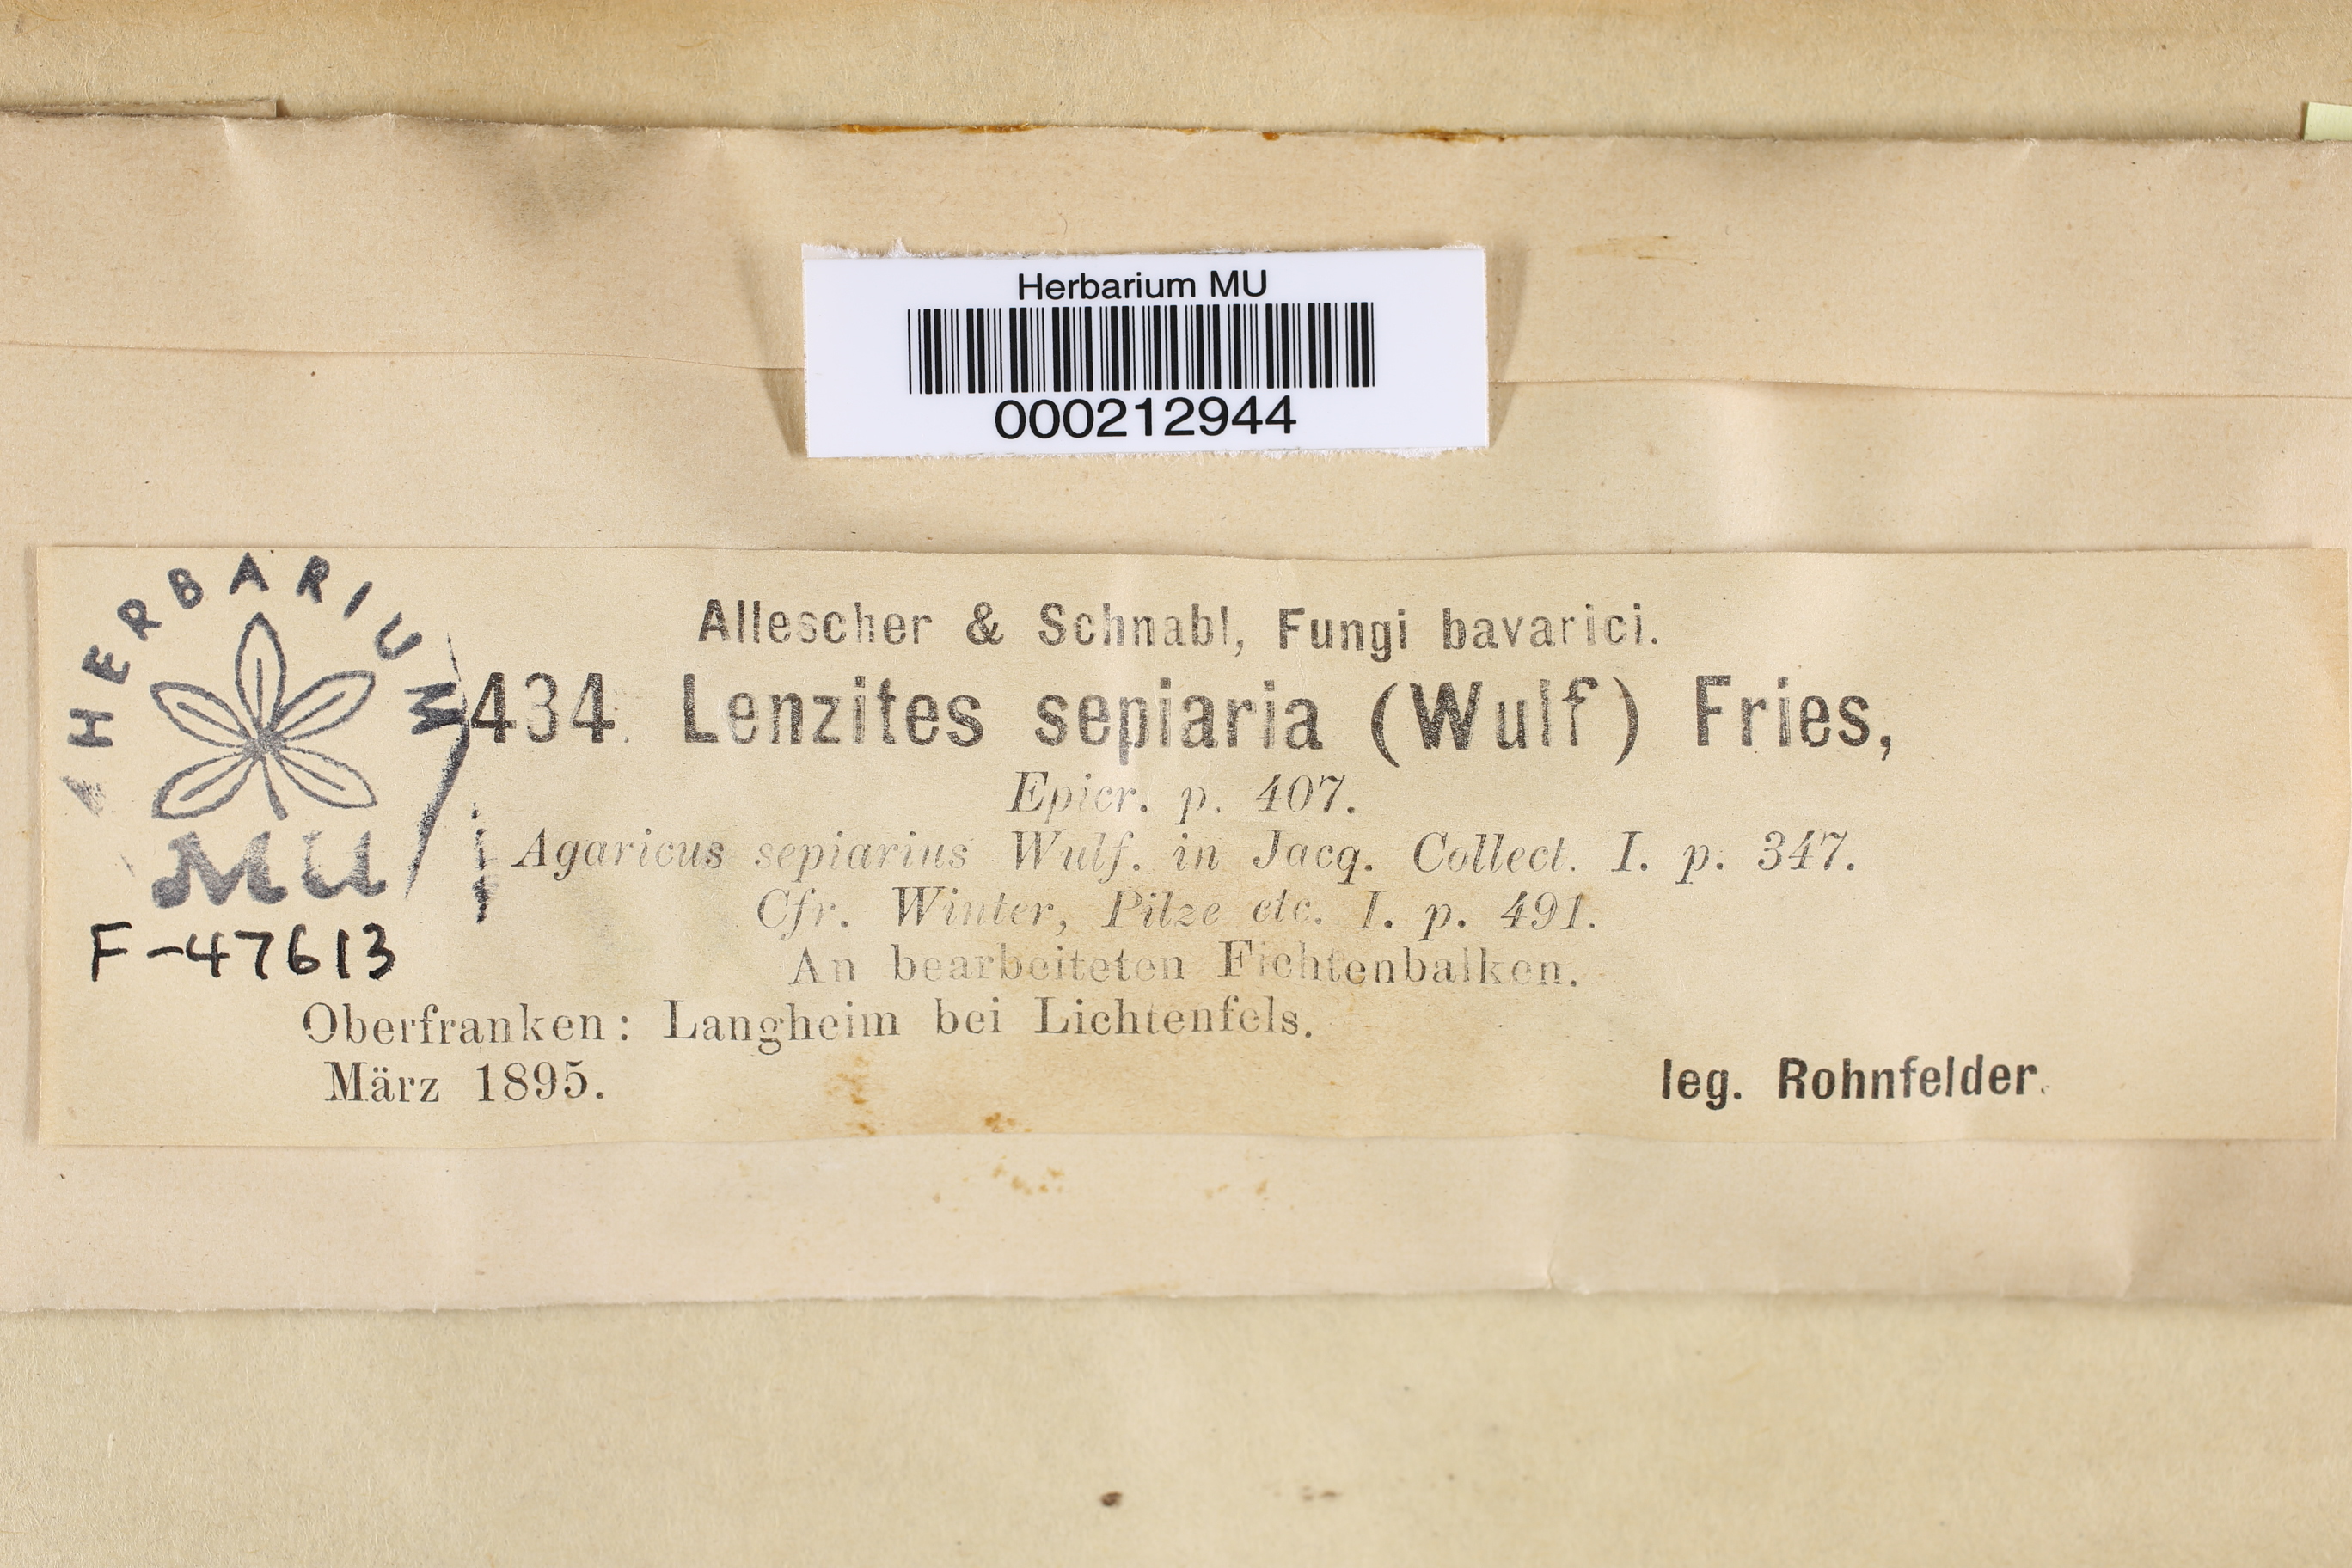 Herbarium MU
000212944
HERBARIUM
MU
F-47613
Allescher & Schnabl, Fungi bavarici.
434. Lenzites sepiaria (Wulf) Fries,
Epicr. p. 407.
Agaricus sepiarius Wulf. in Jacq. Collect. I. p. 347.
Cfr. Winter, Pilze etc. I. p. 491.
An bearbeiteten Fichtenbalken.
Oberfranken: Langheim bei Lichtenfels.
März 1895.
leg. Rohnfelder.